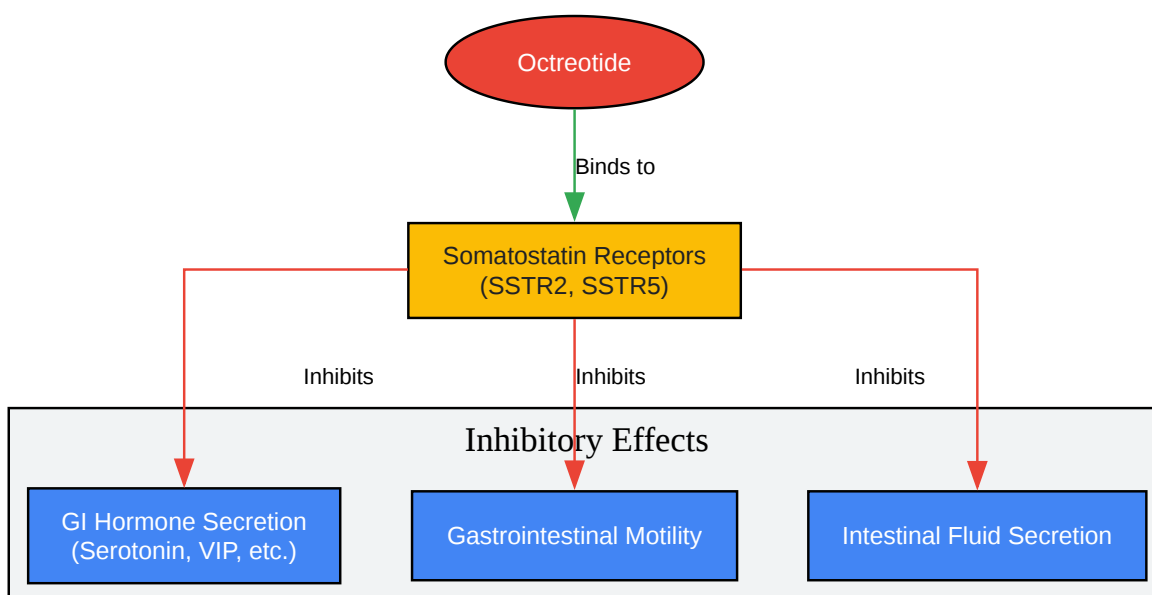 Octreotide
Binds to
Somatostatin Receptors
(SSTR2, SSTR5)
Inhibits
Inhibits
Inhibits
Inhibitory Effects
GI Hormone Secretion
(Serotonin, VIP, etc.)
Gastrointestinal Motility
Intestinal Fluid Secretion